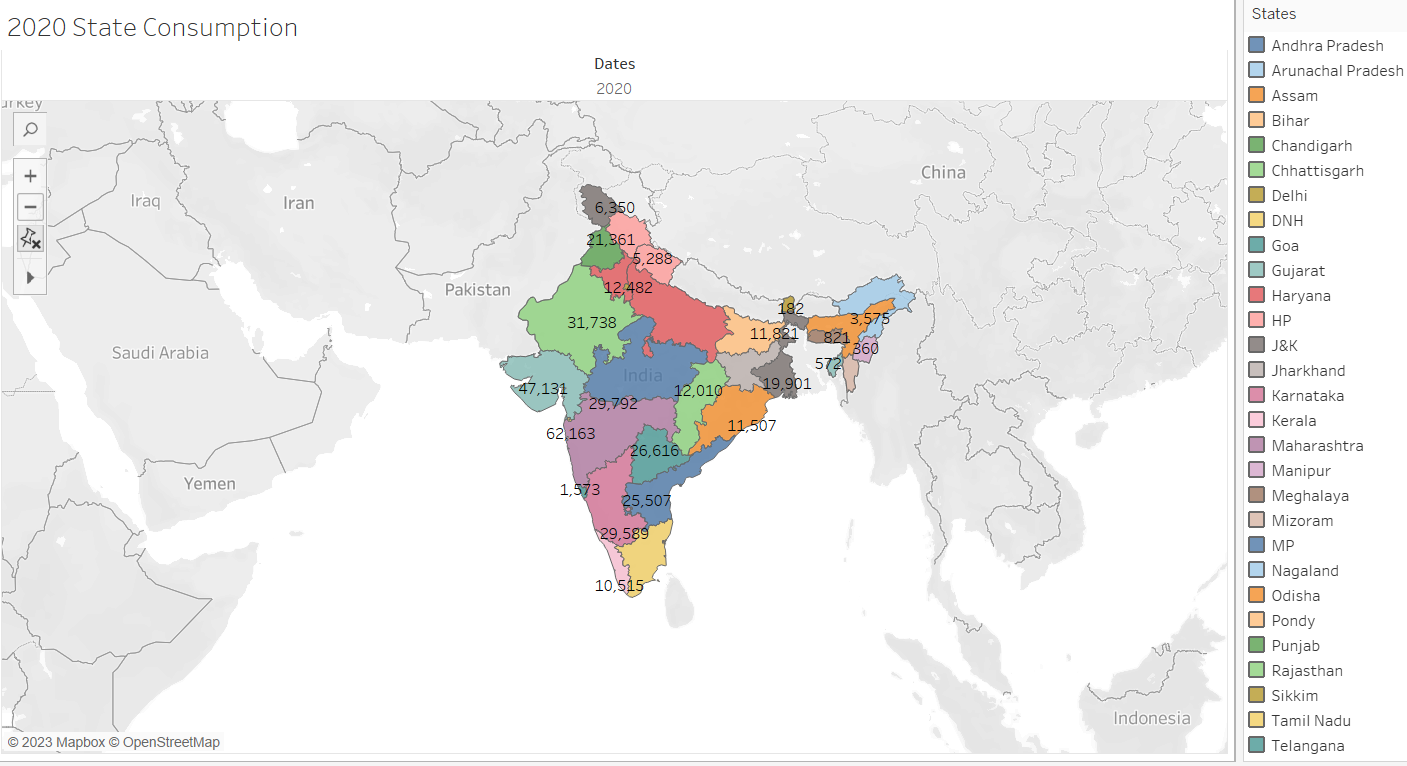 2020 State Consumption
Dates
2020
Iraq
Iran
China
Pakistan
Saudi Arabia
Yemen
India
Indonesia
6,350
21,361
5,288
12,482
31,738
182
3,575
11,821
821
360
572
47,131
12,010
19,901
29,792
11,507
62,163
26,616
1,573
25,507
29,589
10,515
© 2023 Mapbox © OpenStreetMap
States
Andhra Pradesh
Arunachal Pradesh
Assam
Bihar
Chandigarh
Chhattisgarh
Delhi
DNH
Goa
Gujarat
Haryana
HP
J&K
Jharkhand
Karnataka
Kerala
Maharashtra
Manipur
Meghalaya
Mizoram
MP
Nagaland
Odisha
Pondy
Punjab
Rajasthan
Sikkim
Tamil Nadu
Telangana